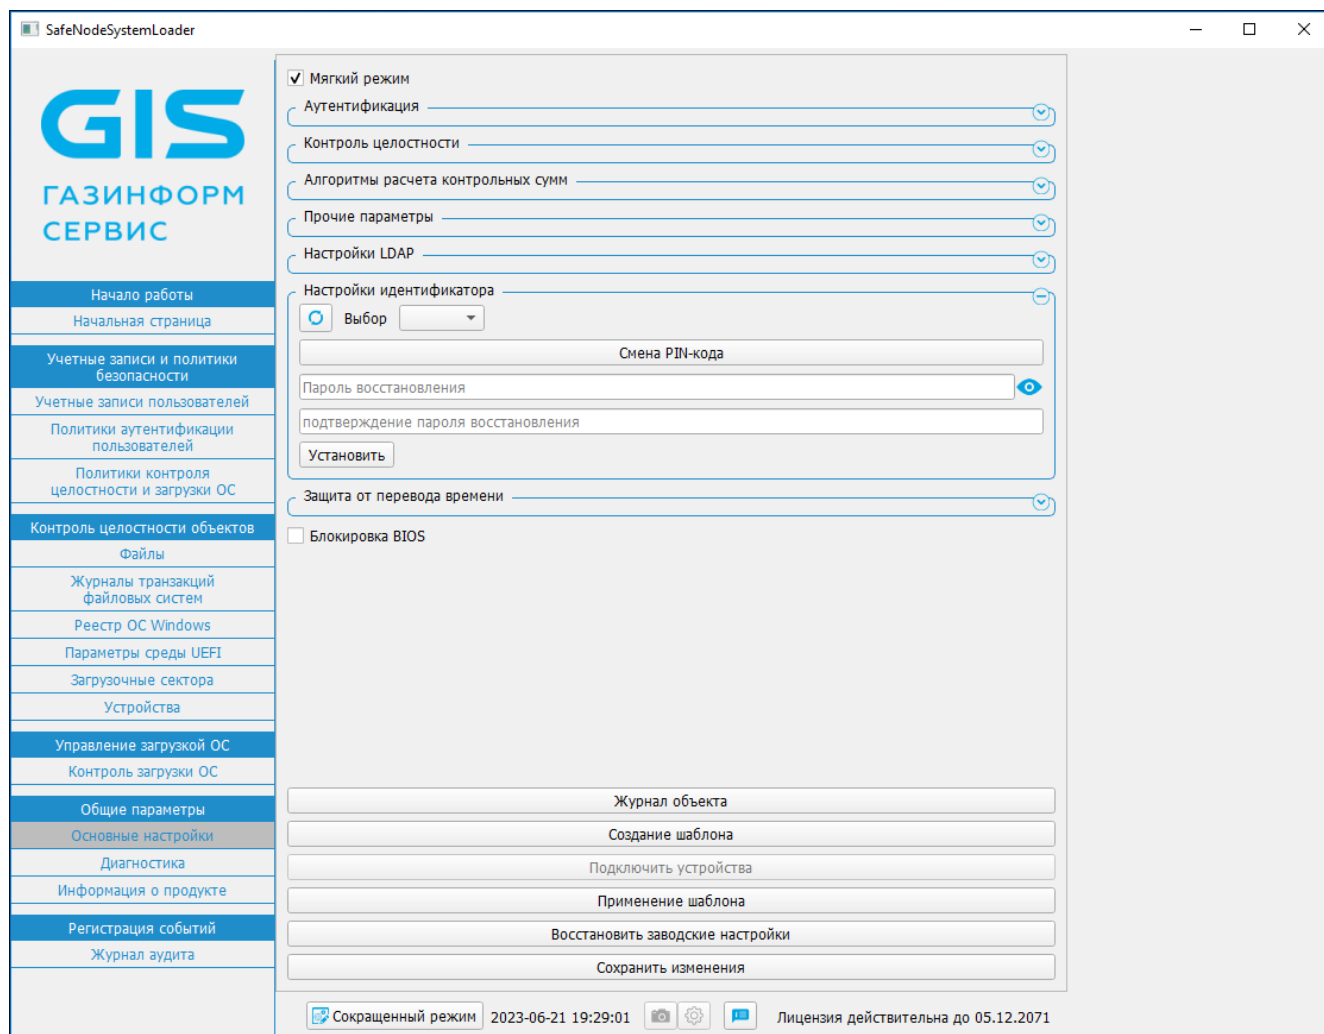 SafeNodeSystemLoader
GIS
ГАЗИНФОРМ
СЕРВИС
Начало работы
Начальная страница
Учетные записи и политики
безопасности
Учетные записи пользователей
Политики аутентификации
пользователей
Политики контроля
целостности и загрузки ОС
Контроль целостности объектов
Файлы
Журналы транзакций
файловых систем
Реестр ОС Windows
Параметры среды UEFI
Загрузочные сектора
Устройства
Управление загрузкой ОС
Контроль загрузки ОС
Общие параметры
Основные настройки
Диагностика
Информация о продукте
Регистрация событий
Журнал аудита
Мягкий режим
Аутентификация
Контроль целостности
Алгоритмы расчета контрольных сумм
Прочие параметры
Настройки LDAP
Настройки идентификатора
Выбор
Смена PIN-кода
Пароль восстановления
подтверждение пароля восстановления
Установить
Защита от перевода времени
Блокировка BIOS
Журнал объекта
Создание шаблона
Подключить устройства
Применение шаблона
Восстановить заводские настройки
Сохранить изменения
Сокращенный режим 2023-06-21 19:29:01 Лицензия действительна до 05.12.2071